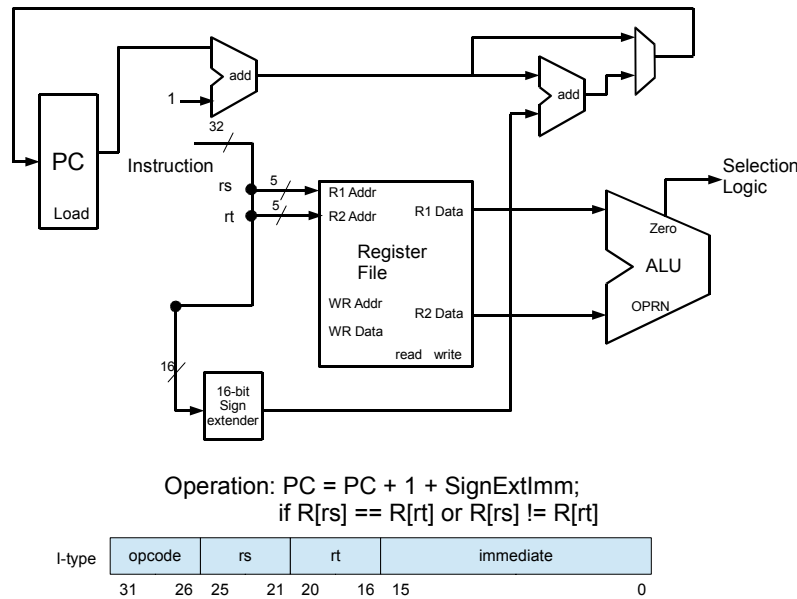 add
1
add
32
PC
Instruction
Selection
Logic
rs
5
R1 Addr
rt
5
R2 Addr
R1 Data
Load
Zero
Register
File
ALU
WR Addr
OPRN
R2 Data
WR Data
read write
16
16-bit
Sign
extender
Operation: PC = PC + 1 + SignExtImm;
if R[rs] == R[rt] or R[rs] != R[rt]
I-type opcode rs rt immediate
31 26 25 21 20 16 15 0